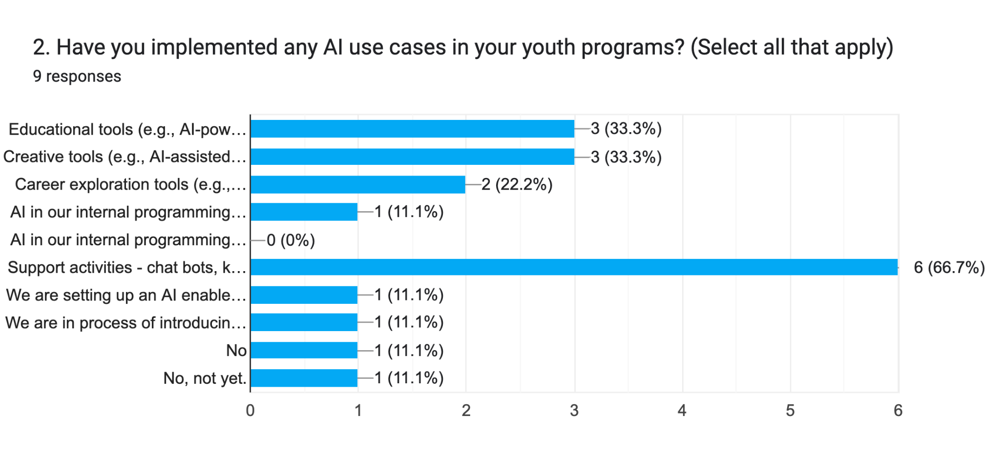 2. Have you implemented any AI use cases in your youth programs? (Select all that apply)
9 responses
Educational tools (e.g., AI-pow... 3 (33.3%)
Creative tools (e.g., AI-assisted... 3 (33.3%)
Career exploration tools (e.g.,... 2 (22.2%)
AI in our internal programming... 1 (11.1%)
AI in our internal programming... 0 (0%)
Support activities - chat bots, k... 6 (66.7%)
We are setting up an AI enable... 1 (11.1%)
We are in process of introducin... 1 (11.1%)
No 1 (11.1%)
No, not yet. 1 (11.1%)
0 1 2 3 4 5 6